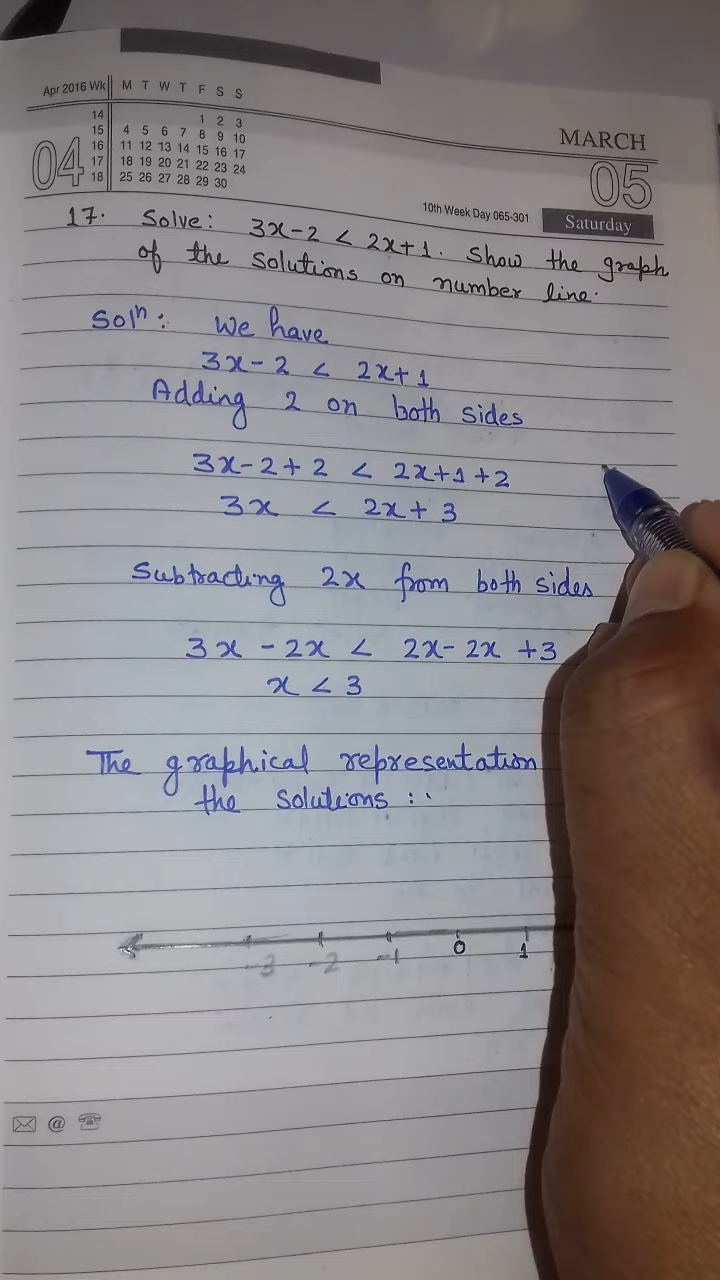 Apr 2016 Wk M T W T F S S
14 1 2 3
15 4 5 6 7 8 9 10
16 11 12 13 14 15 16 17
17 18 19 20 21 22 23 24
18 25 26 27 28 29 30
04
MARCH
05
10th Week Day 065-301
Saturday
17. Solve: 3x-2 < 2x+1. Show the graph
of the solutions on number line.
Solⁿ: We have
3x-2 < 2x+1
Adding 2 on both sides
3x-2+2 < 2x+1+2
3x < 2x+3
Subtracting 2x from both sides
3x-2x < 2x-2x+3
x < 3
The graphical representation
the solutions :.
-3 -2 -1 0 1
@